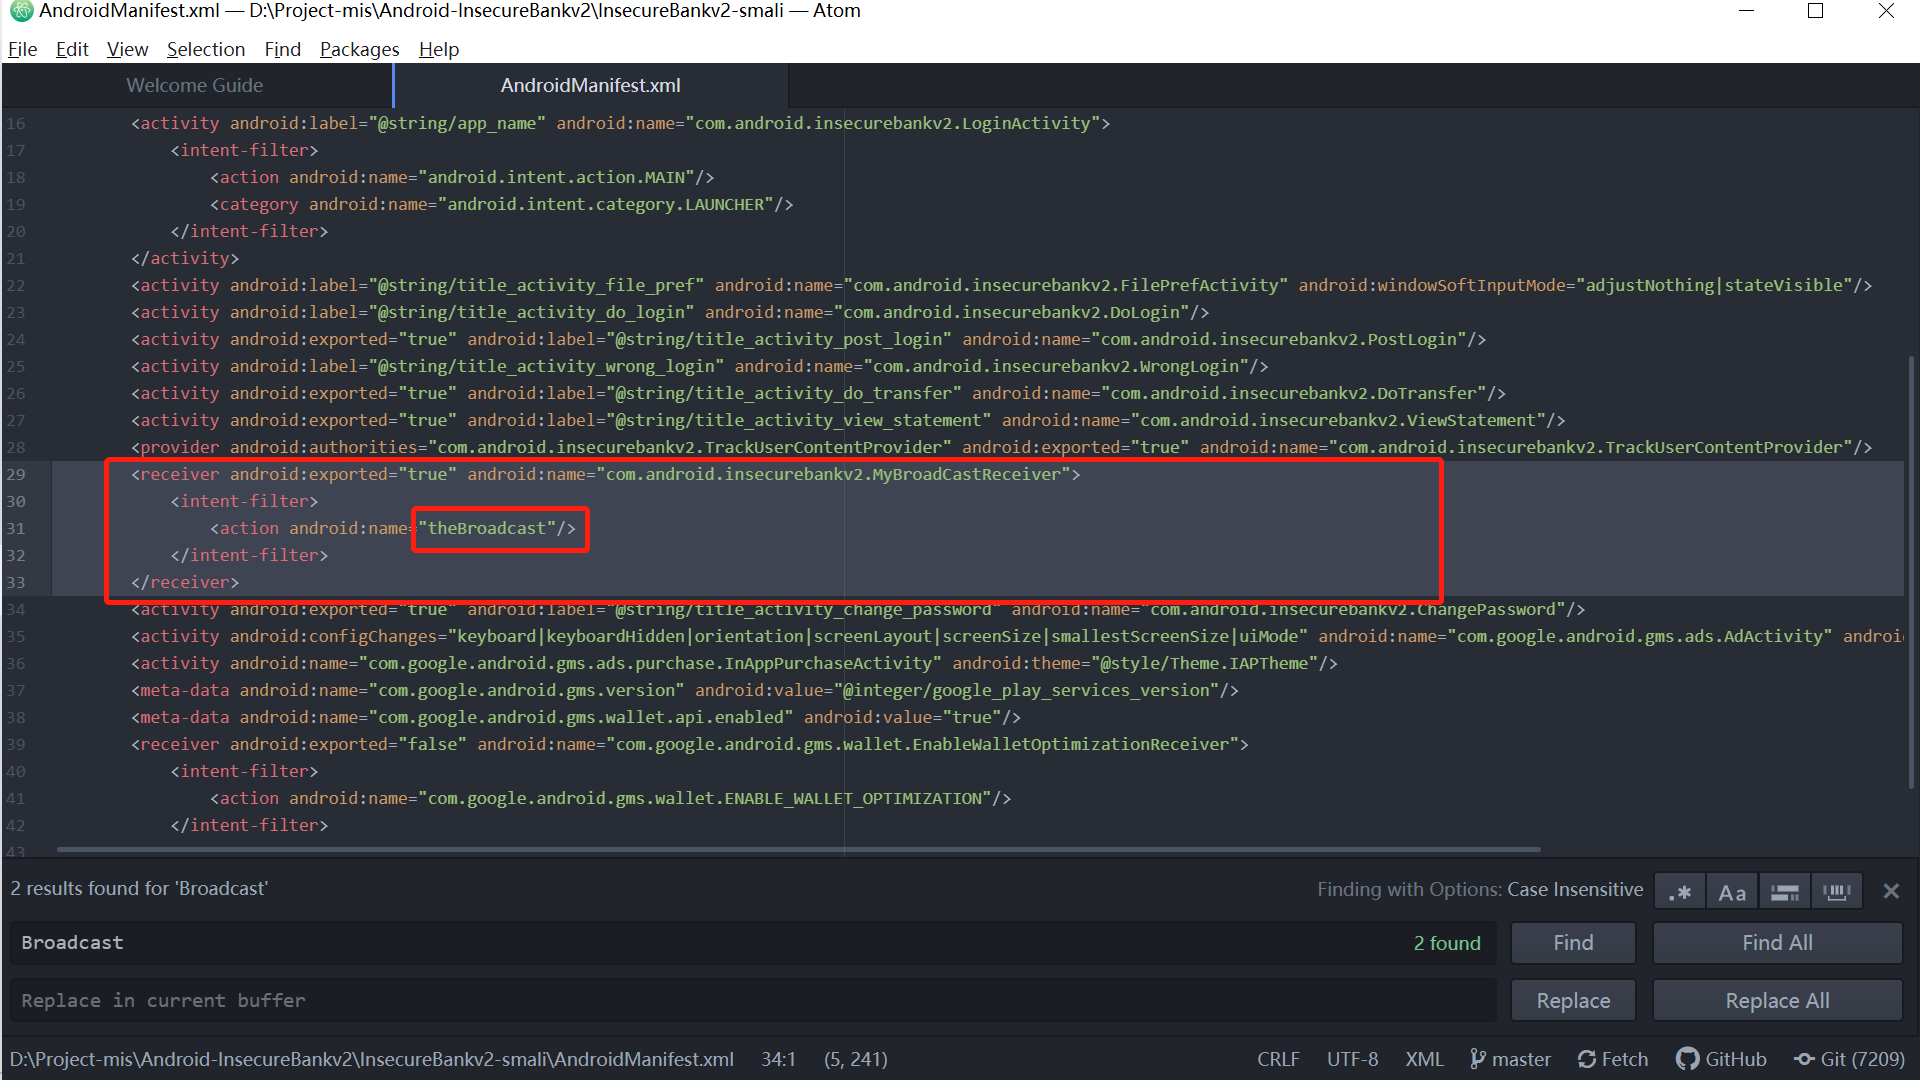 AndroidManifest.xml — D:\Project-mis\Android-InsecureBankv2\InsecureBankv2-smali — Atom
File Edit View Selection Find Packages Help
Welcome Guide AndroidManifest.xml
16 <activity android:label="@string/app_name" android:name="com.android.insecurebankv2.LoginActivity">
17 <intent-filter>
18 <action android:name="android.intent.action.MAIN"/>
19 <category android:name="android.intent.category.LAUNCHER"/>
20 </intent-filter>
21 </activity>
22 <activity android:label="@string/title_activity_file_pref" android:name="com.android.insecurebankv2.FilePrefActivity" android:windowSoftInputMode="adjustNothing|stateVisible"/>
23 <activity android:label="@string/title_activity_do_login" android:name="com.android.insecurebankv2.DoLogin"/>
24 <activity android:exported="true" android:label="@string/title_activity_post_login" android:name="com.android.insecurebankv2.PostLogin"/>
25 <activity android:label="@string/title_activity_wrong_login" android:name="com.android.insecurebankv2.WrongLogin"/>
26 <activity android:exported="true" android:label="@string/title_activity_do_transfer" android:name="com.android.insecurebankv2.DoTransfer"/>
27 <activity android:exported="true" android:label="@string/title_activity_view_statement" android:name="com.android.insecurebankv2.ViewStatement"/>
28 <provider android:authorities="com.android.insecurebankv2.TrackUserContentProvider" android:exported="true" android:name="com.android.insecurebankv2.TrackUserContentProvider"/>
29 <receiver android:exported="true" android:name="com.android.insecurebankv2.MyBroadCastReceiver">
30 <intent-filter>
31 <action android:name="theBroadcast"/>
32 </intent-filter>
33 </receiver>
34 <activity android:exported="true" android:label="@string/title_activity_change_password" android:name="com.android.insecurebankv2.ChangePassword"/>
35 <activity android:configChanges="keyboard|keyboardHidden|orientation|screenLayout|screenSize|smallestScreenSize|uiMode" android:name="com.google.android.gms.ads.AdActivity" androi
36 <activity android:name="com.google.android.gms.ads.purchase.InAppPurchaseActivity" android:theme="@style/Theme.IAPTheme"/>
37 <meta-data android:name="com.google.android.gms.version" android:value="@integer/google_play_services_version"/>
38 <meta-data android:name="com.google.android.gms.wallet.api.enabled" android:value="true"/>
39 <receiver android:exported="false" android:name="com.google.android.gms.wallet.EnableWalletOptimizationReceiver">
40 <intent-filter>
41 <action android:name="com.google.android.gms.wallet.ENABLE_WALLET_OPTIMIZATION"/>
42 </intent-filter>
43
2 results found for 'Broadcast' Finding with Options: Case Insensitive .* Aa
Broadcast 2 found Find Find All
Replace in current buffer Replace Replace All
D:\Project-mis\Android-InsecureBankv2\InsecureBankv2-smali\AndroidManifest.xml 34:1 (5, 241) CRLF UTF-8 XML master Fetch GitHub Git (7209)